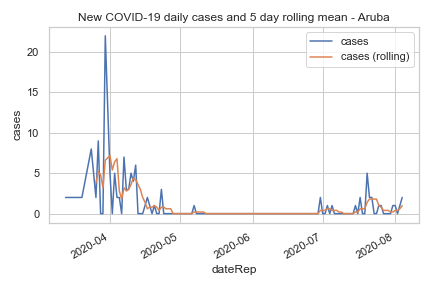 New COVID-19 daily cases and 5 day rolling mean - Aruba
cases
cases (rolling)
20
15
10
5
0
cases
2020-04
2020-05
2020-06
2020-07
2020-08
dateRep